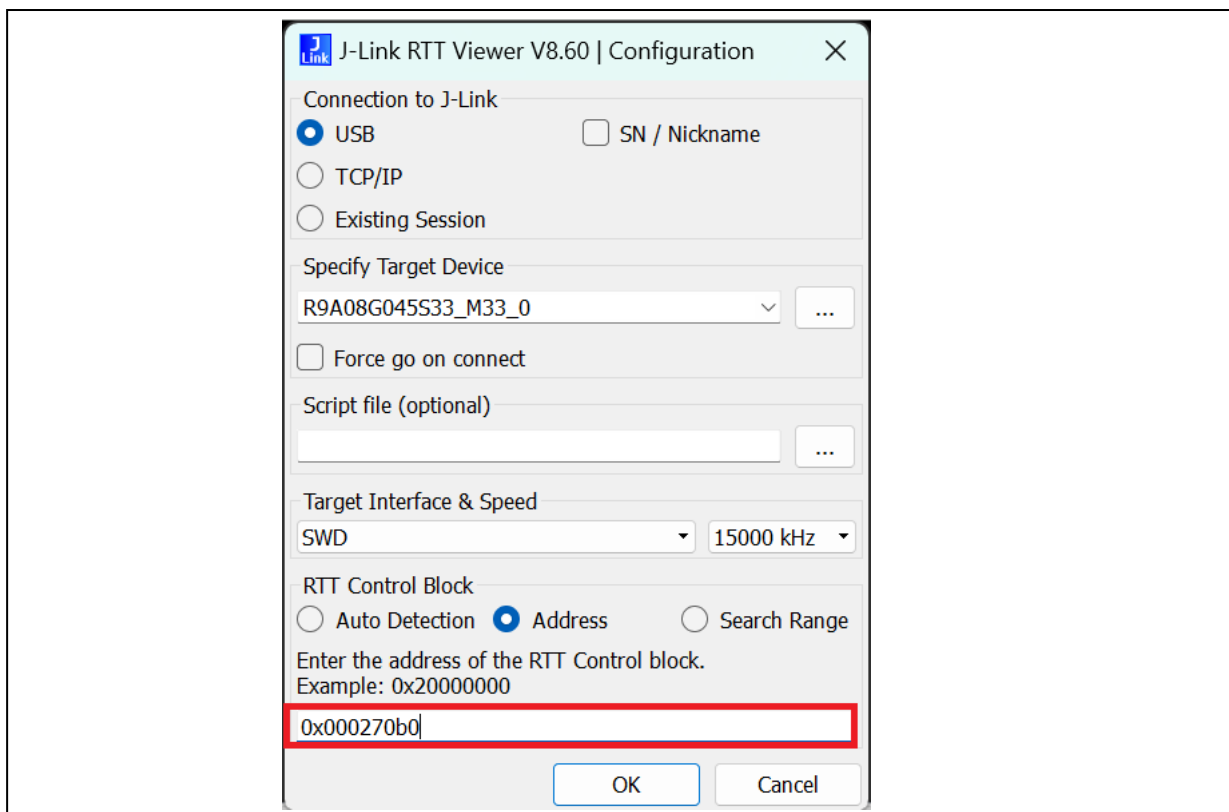 J-Link RTT Viewer V8.60 | Configuration
Connection to J-Link
USB SN / Nickname
TCP/IP
Existing Session
Specify Target Device
R9A08G045S33_M33_0 ...
Force go on connect
Script file (optional)
...
Target Interface & Speed
SWD 15000 kHz
RTT Control Block
Auto Detection Address Search Range
Enter the address of the RTT Control block.
Example: 0x20000000
0x000270b0
OK Cancel